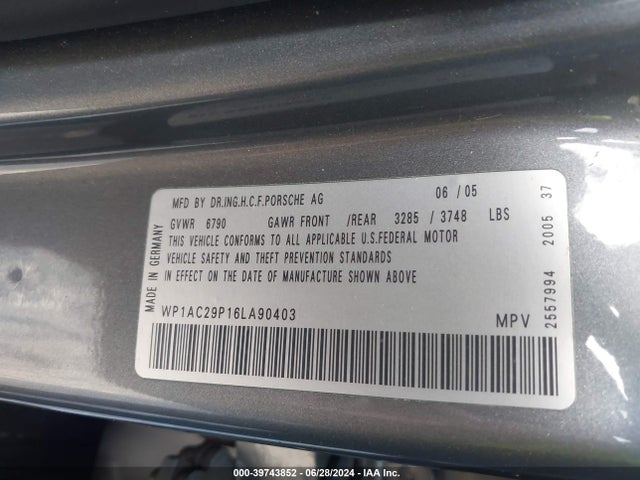 MFD BY DR.ING.H.C.F.PORSCHE AG 06 / 05
GVWR 6790 GAWR FRONT /REAR 3285 / 3748 LBS
THIS VEHICLE CONFORMS TO ALL APPLICABLE U.S.FEDERAL MOTOR
VEHICLE SAFETY AND THEFT PREVENTION STANDARDS
IN EFFECT ON THE DATE OF MANUFACTURE SHOWN ABOVE
WP1AC29P16LA90403 MPV
MADE IN GERMANY
2557994 2005 37
000-39743852 / 06/28/2024 / IAA Inc.